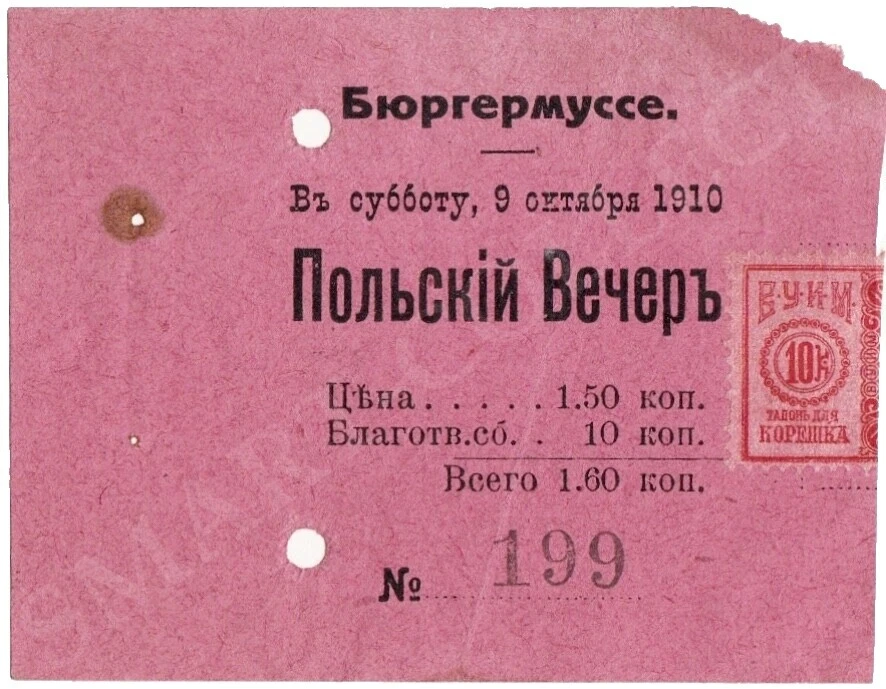 Бюргермуссе.
Въ субботу, 9 октября 1910
Польскій Вечеръ
Цѣна . . . . . 1.50 коп.
Благотв.сб. . 10 коп.
Всего 1.60 коп.
№ 199
В·У·И·М·
10 к
ТАЛОНЪ ДЛЯ
КОРЕШКА